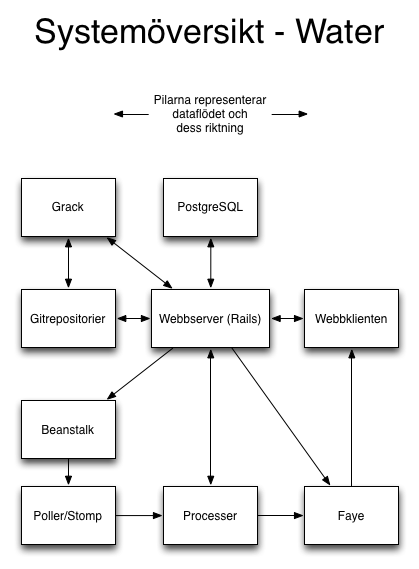 Systemöversikt - Water
Pilarna representerar
dataflödet och
dess riktning
Grack
PostgreSQL
Gitrepositorier
Webbserver (Rails)
Webbklienten
Beanstalk
Poller/Stomp
Processer
Faye